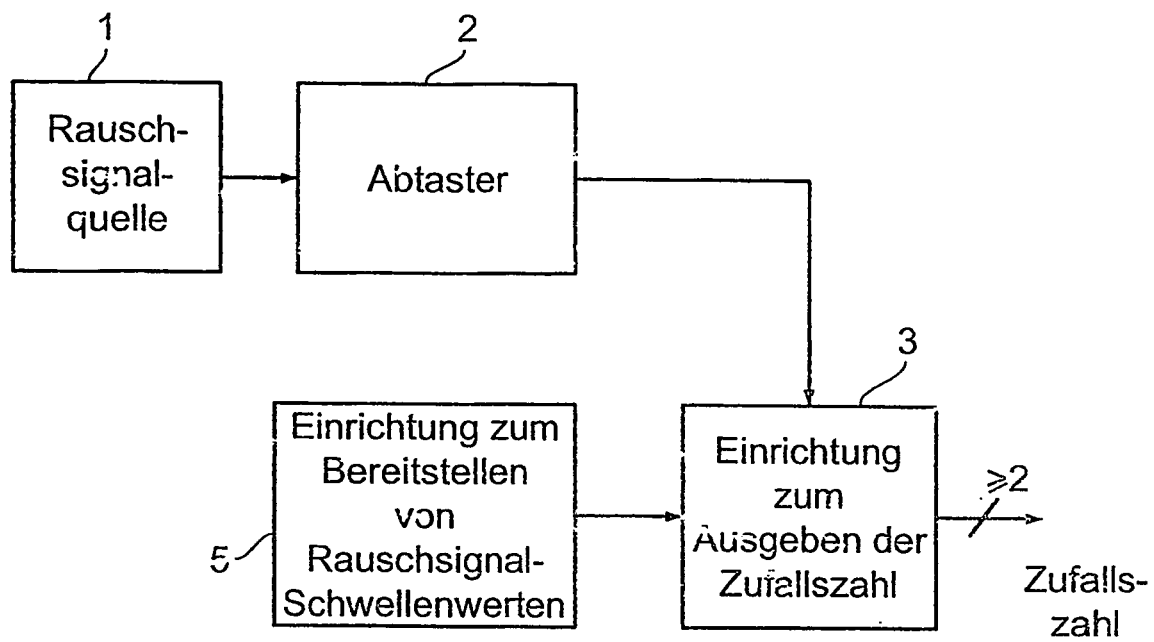 1
2
Rausch-
signal-
quelle
Abtaster
3
Einrichtung zum
Bereitstellen
von
Rauschsignal-
Schwellenwerten
5
Einrichtung
zum
Ausgeben der
Zufallszahl
≥2
Zufalls-
zahl